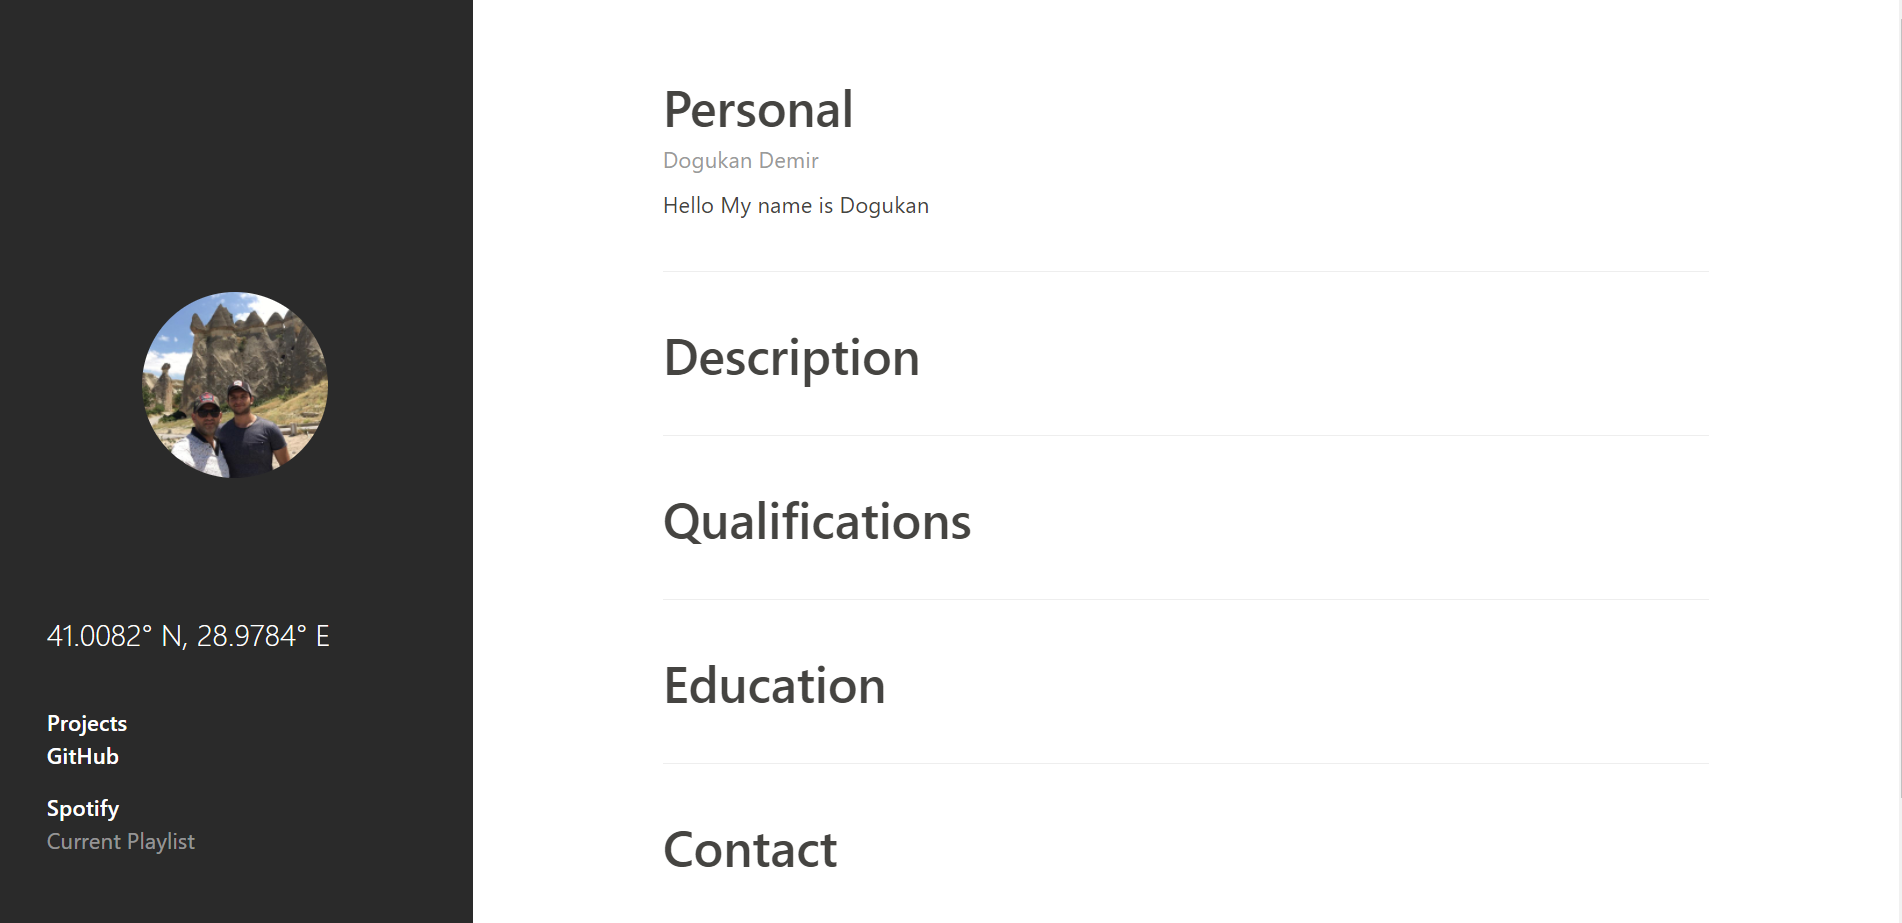 41.0082° N, 28.9784° E
Projects
GitHub
Spotify
Current Playlist
Personal
Dogukan Demir
Hello My name is Dogukan
Description
Qualifications
Education
Contact